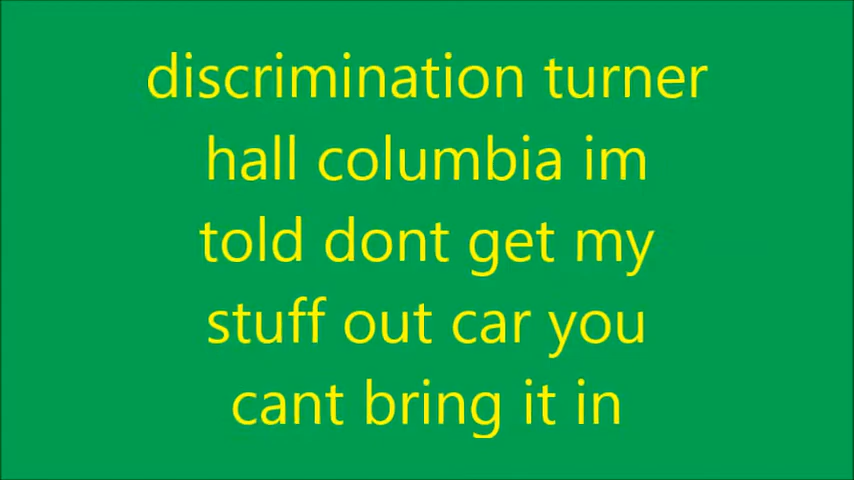 discrimination turner
hall columbia im
told dont get my
stuff out car you
cant bring it in